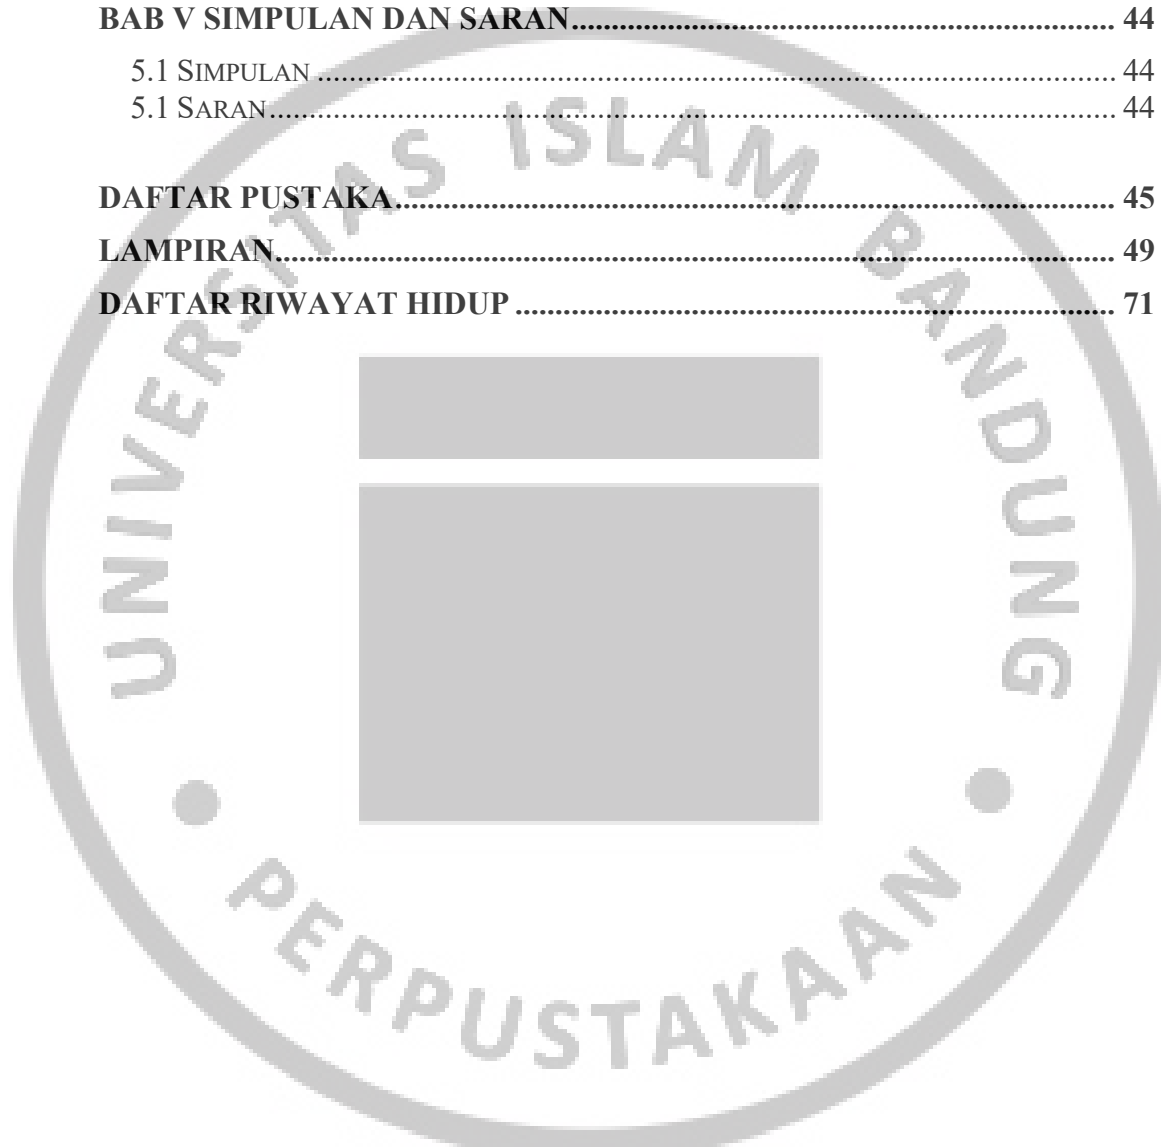 BAB V SIMPULAN DAN SARAN.................................................................... 44
5.1 SIMPULAN .................................................................................................... 44
5.1 SARAN.......................................................................................................... 44
DAFTAR PUSTAKA.......................................................................................... 45
LAMPIRAN......................................................................................................... 49
DAFTAR RIWAYAT HIDUP ........................................................................... 71
UNIVERSITAS ISLAM BANDUNG
PERPUSTAKAAN